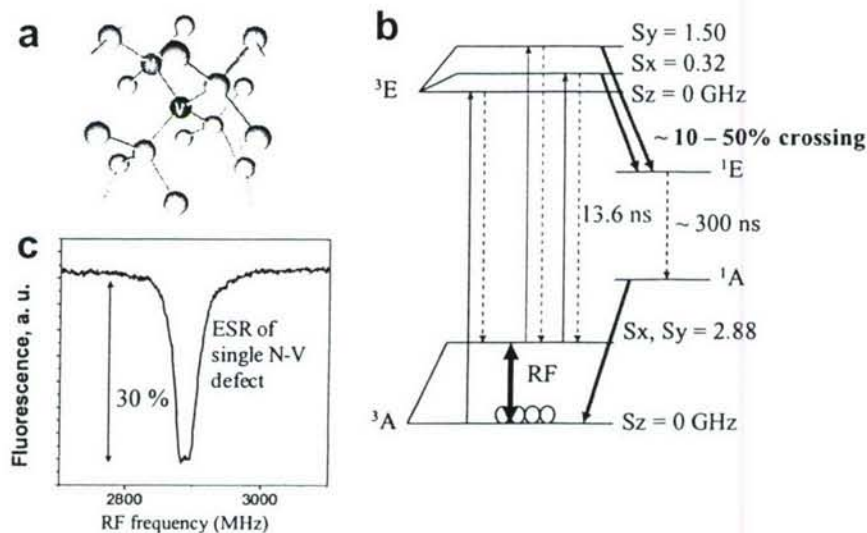 a
N
V
b
Sy = 1.50
Sx = 0.32
Sz = 0 GHz
³E
~ 10 – 50% crossing
¹E
13.6 ns
~ 300 ns
¹A
Sx, Sy = 2.88
RF
³A
Sz = 0 GHz
c
Fluorescence, a. u.
ESR of
single N-V
defect
30 %
2800
3000
RF frequency (MHz)